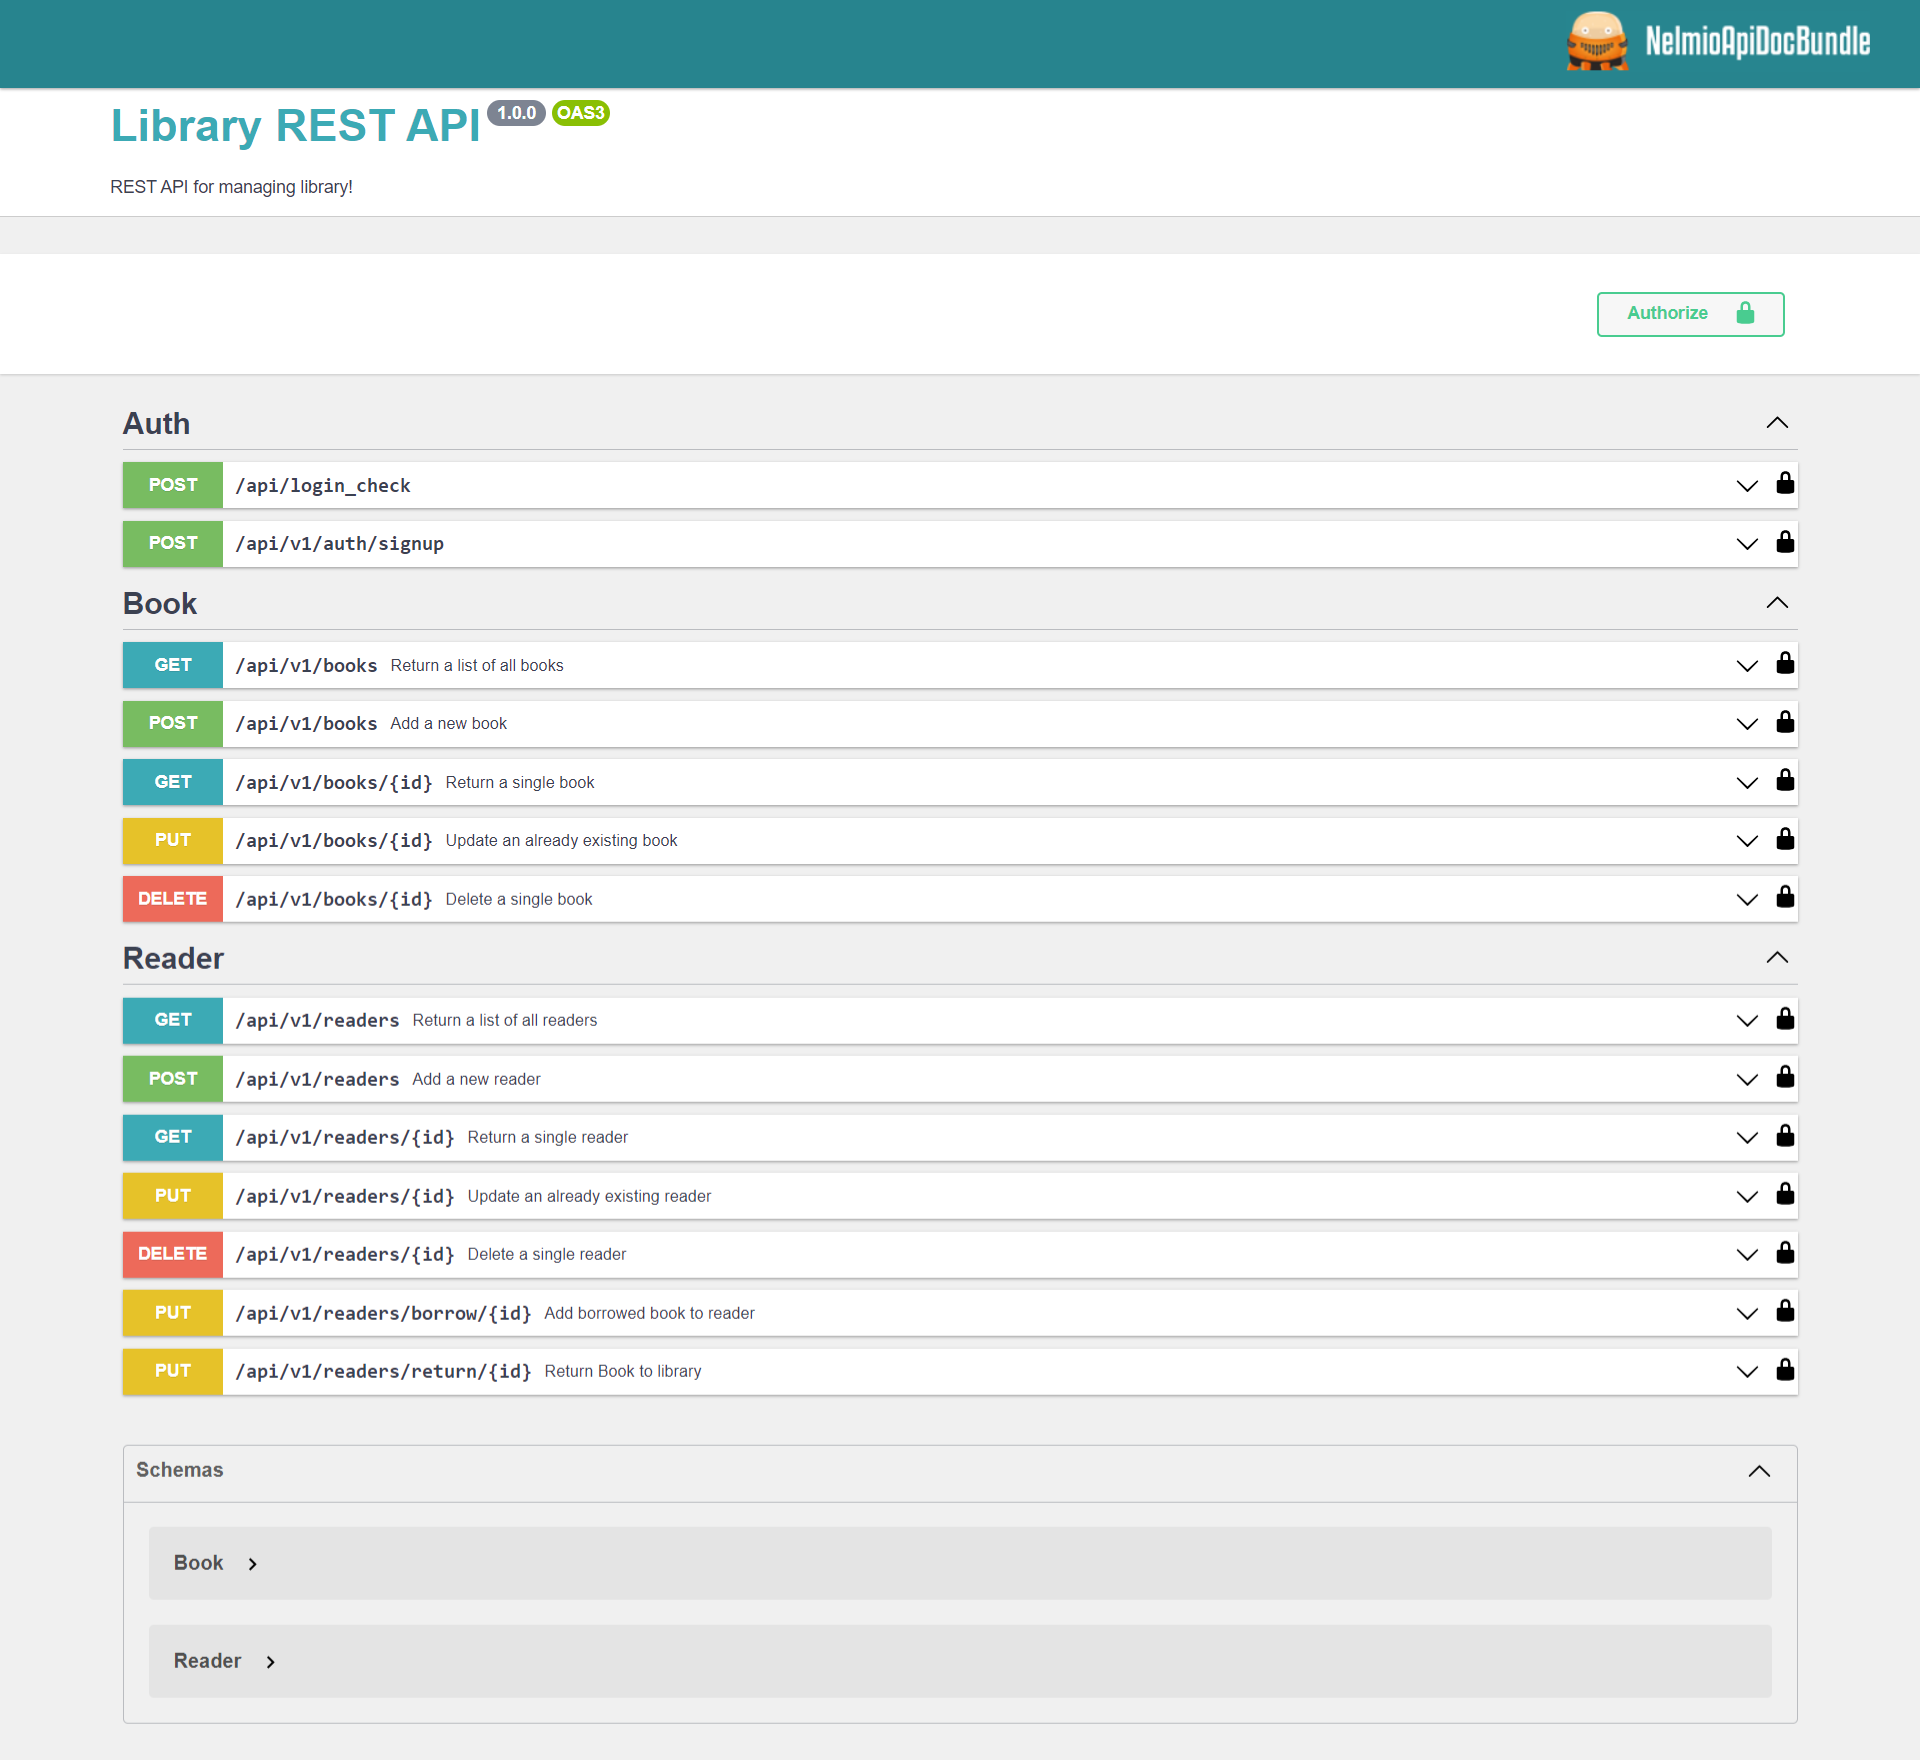 NelmioApiDocBundle
Library REST API 1.0.0 OAS3
REST API for managing library!
Authorize
Auth
POST /api/login_check
POST /api/v1/auth/signup
Book
GET /api/v1/books Return a list of all books
POST /api/v1/books Add a new book
GET /api/v1/books/{id} Return a single book
PUT /api/v1/books/{id} Update an already existing book
DELETE /api/v1/books/{id} Delete a single book
Reader
GET /api/v1/readers Return a list of all readers
POST /api/v1/readers Add a new reader
GET /api/v1/readers/{id} Return a single reader
PUT /api/v1/readers/{id} Update an already existing reader
DELETE /api/v1/readers/{id} Delete a single reader
PUT /api/v1/readers/borrow/{id} Add borrowed book to reader
PUT /api/v1/readers/return/{id} Return Book to library
Schemas
Book
Reader